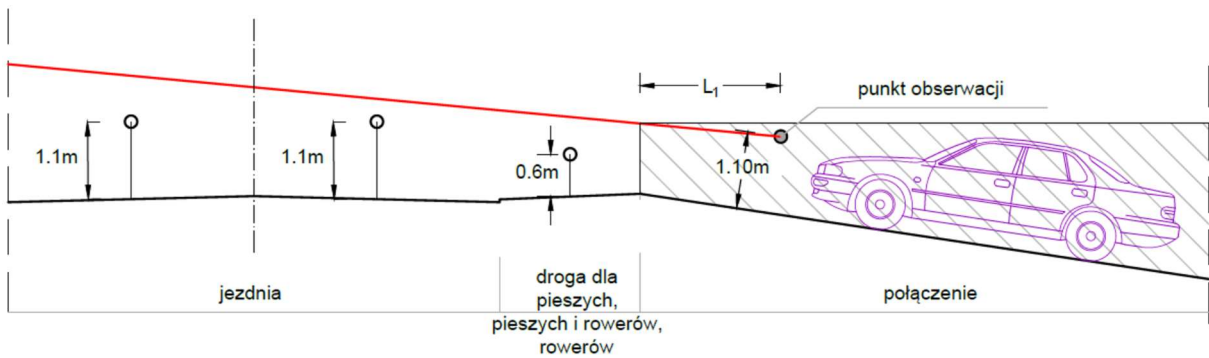 L₁
punkt obserwacji
1.1m
1.1m
0.6m
1.10m
jezdnia
droga dla
pieszych,
pieszych i rowerów,
rowerów
połączenie